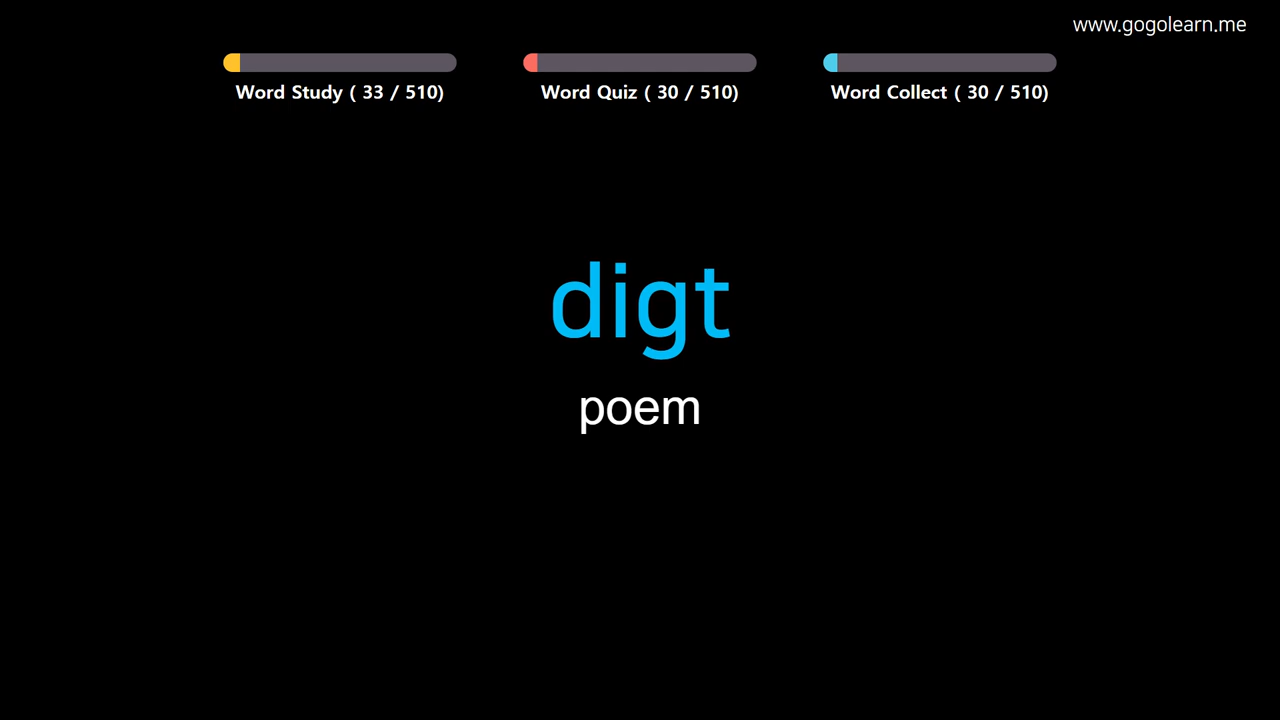 www.gogolearn.me
Word Study ( 33 / 510)
Word Quiz ( 30 / 510)
Word Collect ( 30 / 510)
digt
poem